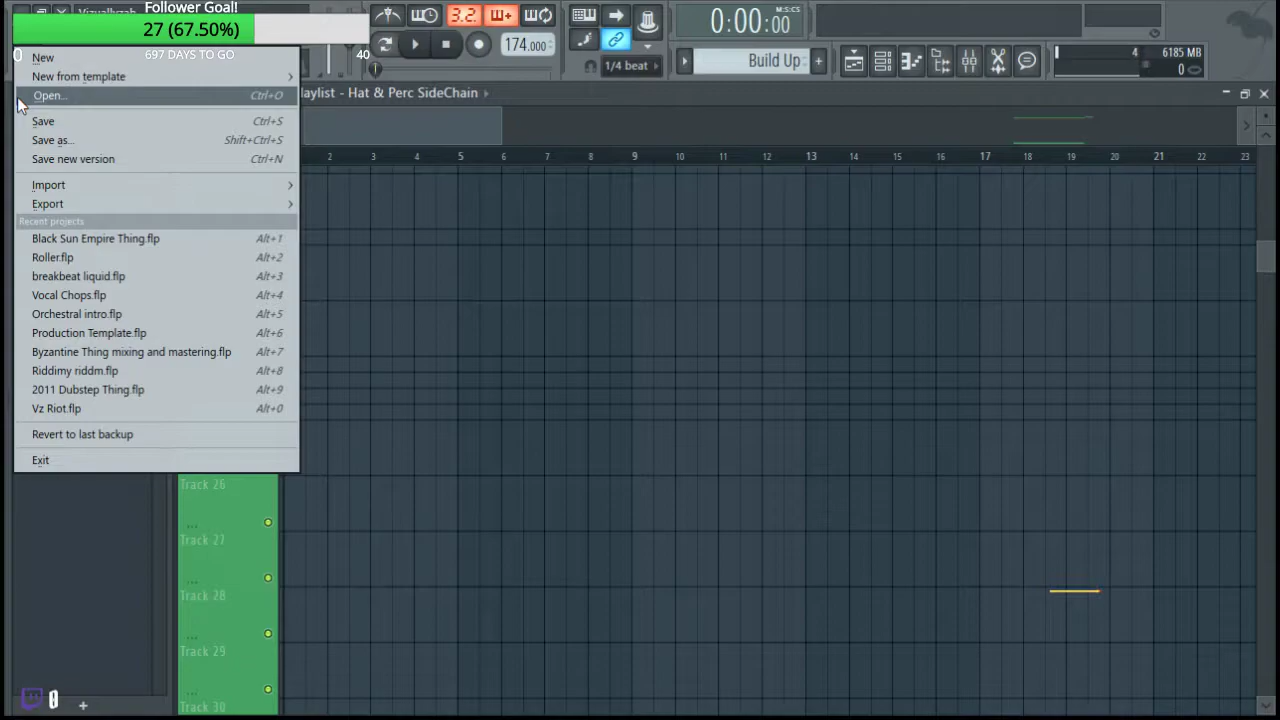 Follower Goal!
27 (67.50%)
0 697 DAYS TO GO 40
3.2
174.000
0:00:00
M:S:CS
1/4 beat
Build Up
4 6185 MB
0
New
New from template
Open... Ctrl+O
Save Ctrl+S
Save as... Shift+Ctrl+S
Save new version Ctrl+N
Import
Export
Recent projects
Black Sun Empire Thing.flp Alt+1
Roller.flp Alt+2
breakbeat liquid.flp Alt+3
Vocal Chops.flp Alt+4
Orchestral intro.flp Alt+5
Production Template.flp Alt+6
Byzantine Thing mixing and mastering.flp Alt+7
Riddimy riddm.flp Alt+8
2011 Dubstep Thing.flp Alt+9
Vz Riot.flp Alt+0
Revert to last backup
Exit
laylist - Hat & Perc SideChain
2 3 4 5 6 7 8 9 10 11 12 13 14 15 16 17 18 19 20 21 22 23
Track 26
Track 27
Track 28
Track 29
Track 30
0